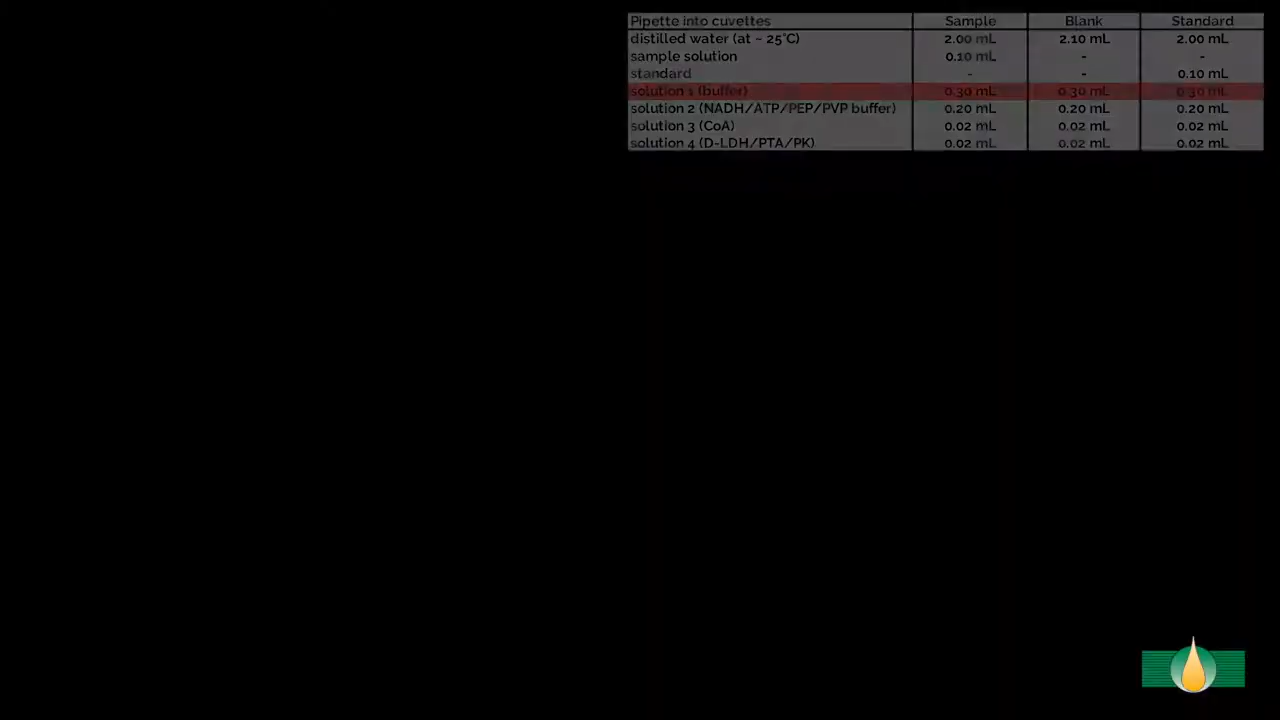 Pipette into cuvettes Sample Blank Standard
distilled water (at ~ 25°C) 2.00 mL 2.10 mL 2.00 mL
sample solution 0.10 mL - -
standard - - 0.10 mL
solution 1 (buffer) 0.30 mL 0.30 mL 0.30 mL
solution 2 (NADH/ATP/PEP/PVP buffer) 0.20 mL 0.20 mL 0.20 mL
solution 3 (CoA) 0.02 mL 0.02 mL 0.02 mL
solution 4 (D-LDH/PTA/PK) 0.02 mL 0.02 mL 0.02 mL